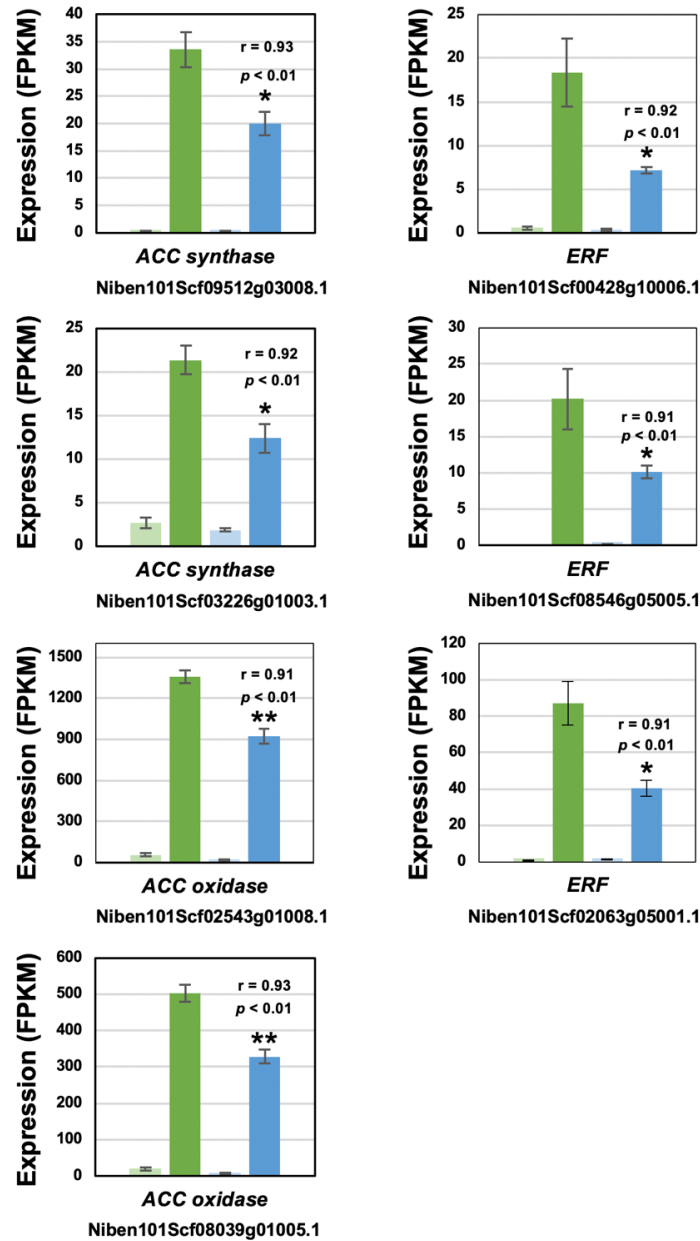 Expression (FPKM)
40
35
30
25
20
15
10
5
0
r = 0.93
p < 0.01
*
ACC synthase
Niben101Scf09512g03008.1
Expression (FPKM)
25
20
15
10
5
0
r = 0.92
p < 0.01
*
ERF
Niben101Scf00428g10006.1
Expression (FPKM)
25
20
15
10
5
0
r = 0.92
p < 0.01
*
ACC synthase
Niben101Scf03226g01003.1
Expression (FPKM)
30
25
20
15
10
5
0
r = 0.91
p < 0.01
*
ERF
Niben101Scf08546g05005.1
Expression (FPKM)
1500
1200
900
600
300
0
r = 0.91
p < 0.01
**
ACC oxidase
Niben101Scf02543g01008.1
Expression (FPKM)
120
100
80
60
40
20
0
r = 0.91
p < 0.01
*
ERF
Niben101Scf02063g05001.1
Expression (FPKM)
600
500
400
300
200
100
0
r = 0.93
p < 0.01
**
ACC oxidase
Niben101Scf08039g01005.1